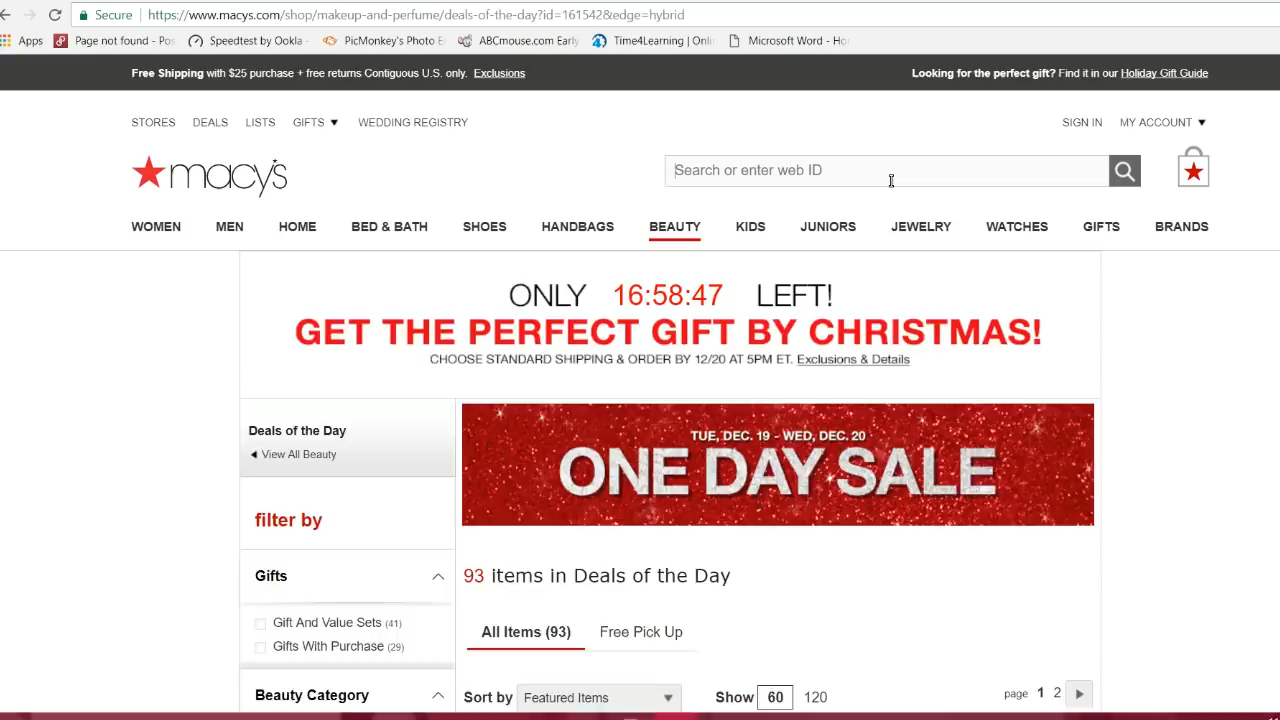 Secure https://www.macys.com/shop/makeup-and-perfume/deals-of-the-day?id=161542&edge=hybrid
Apps Page not found - Pos Speedtest by Ookla - PicMonkey's Photo E ABCmouse.com Early Time4Learning | Onli Microsoft Word - Ho
Free Shipping with $25 purchase + free returns Contiguous U.S. only. Exclusions
Looking for the perfect gift? Find it in our Holiday Gift Guide
STORES DEALS LISTS GIFTS WEDDING REGISTRY
SIGN IN MY ACCOUNT
macy's
Search or enter web ID
WOMEN MEN HOME BED & BATH SHOES HANDBAGS BEAUTY KIDS JUNIORS JEWELRY WATCHES GIFTS BRANDS
ONLY 16:58:47 LEFT!
GET THE PERFECT GIFT BY CHRISTMAS!
CHOOSE STANDARD SHIPPING & ORDER BY 12/20 AT 5PM ET. Exclusions & Details
Deals of the Day
View All Beauty
TUE, DEC. 19 - WED, DEC. 20
ONE DAY SALE
filter by
Gifts
Gift And Value Sets (41)
Gifts With Purchase (29)
Beauty Category
93 items in Deals of the Day
All Items (93) Free Pick Up
Sort by Featured Items Show 60 120 page 1 2